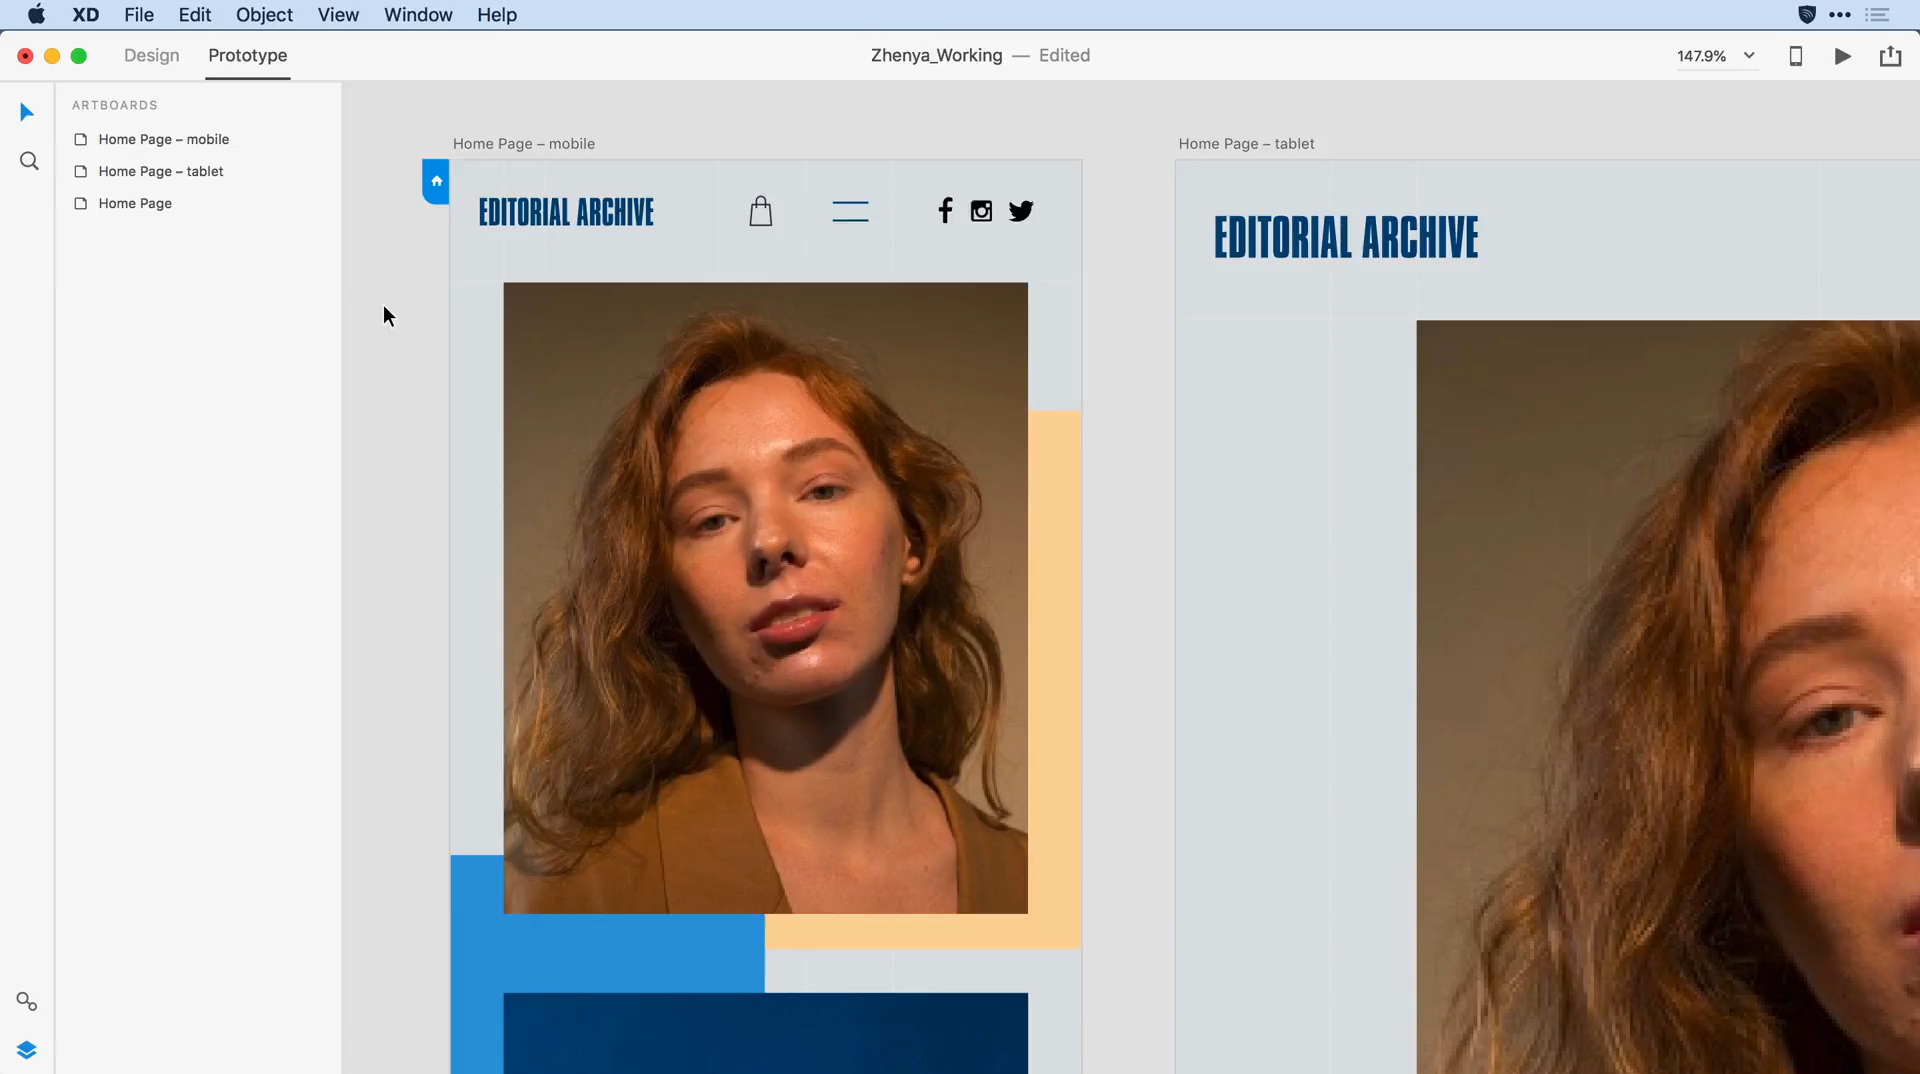 XD File Edit Object View Window Help
Design Prototype Zhenya_Working — Edited 147.9%
ARTBOARDS
Home Page – mobile
Home Page – tablet
Home Page
Home Page – mobile
EDITORIAL ARCHIVE
Home Page – tablet
EDITORIAL ARCHIVE